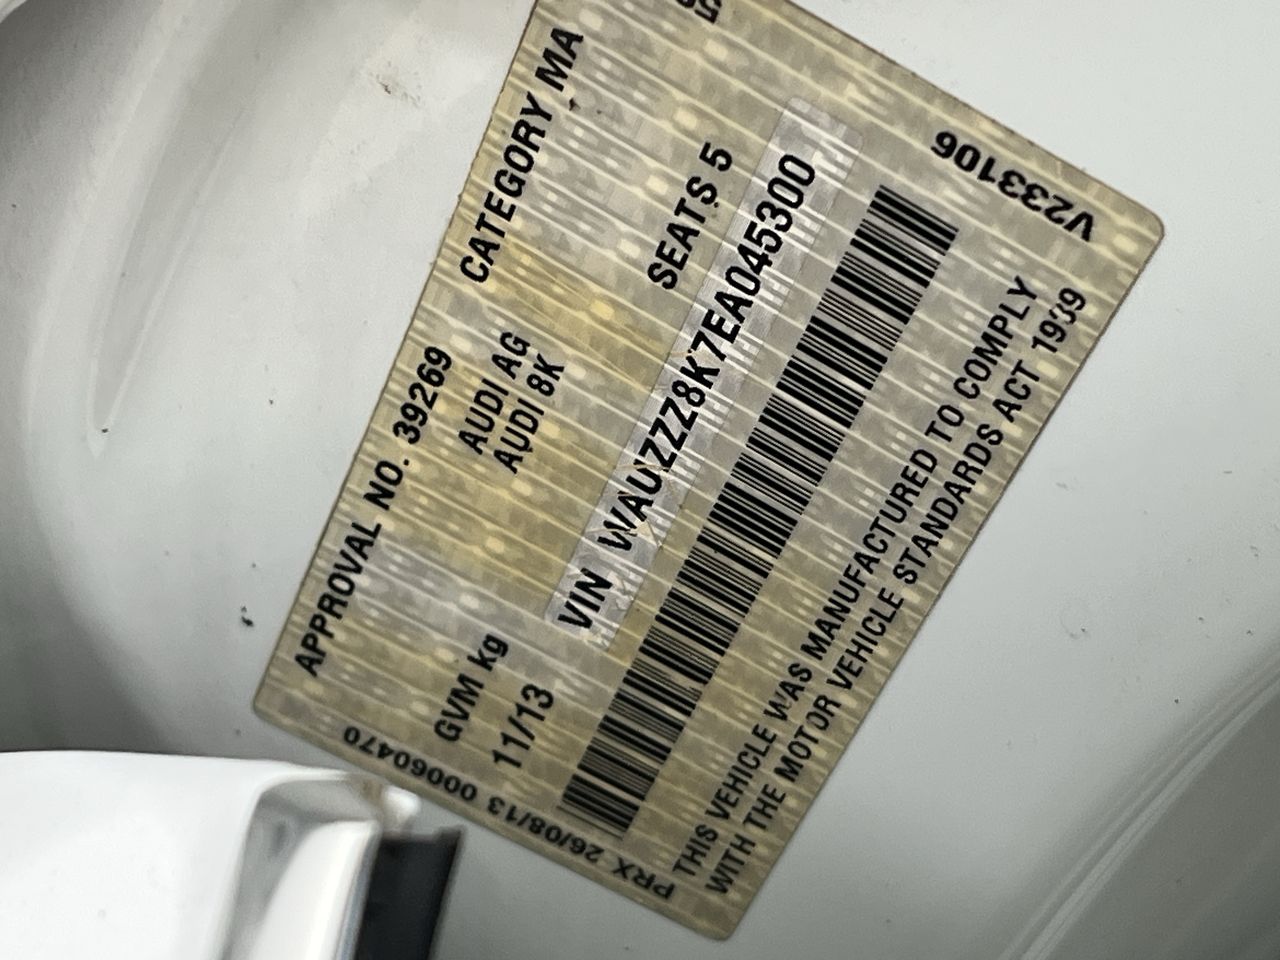 APPROVAL NO. 39269 CATEGORY MA
AUDI AG
AUDI 8K
GVM kg SEATS 5
11/13
VIN WAUZZZ8K7EA045300
THIS VEHICLE WAS MANUFACTURED TO COMPLY
WITH THE MOTOR VEHICLE STANDARDS ACT 1989
PRX 26/08/13 00060470
V233106